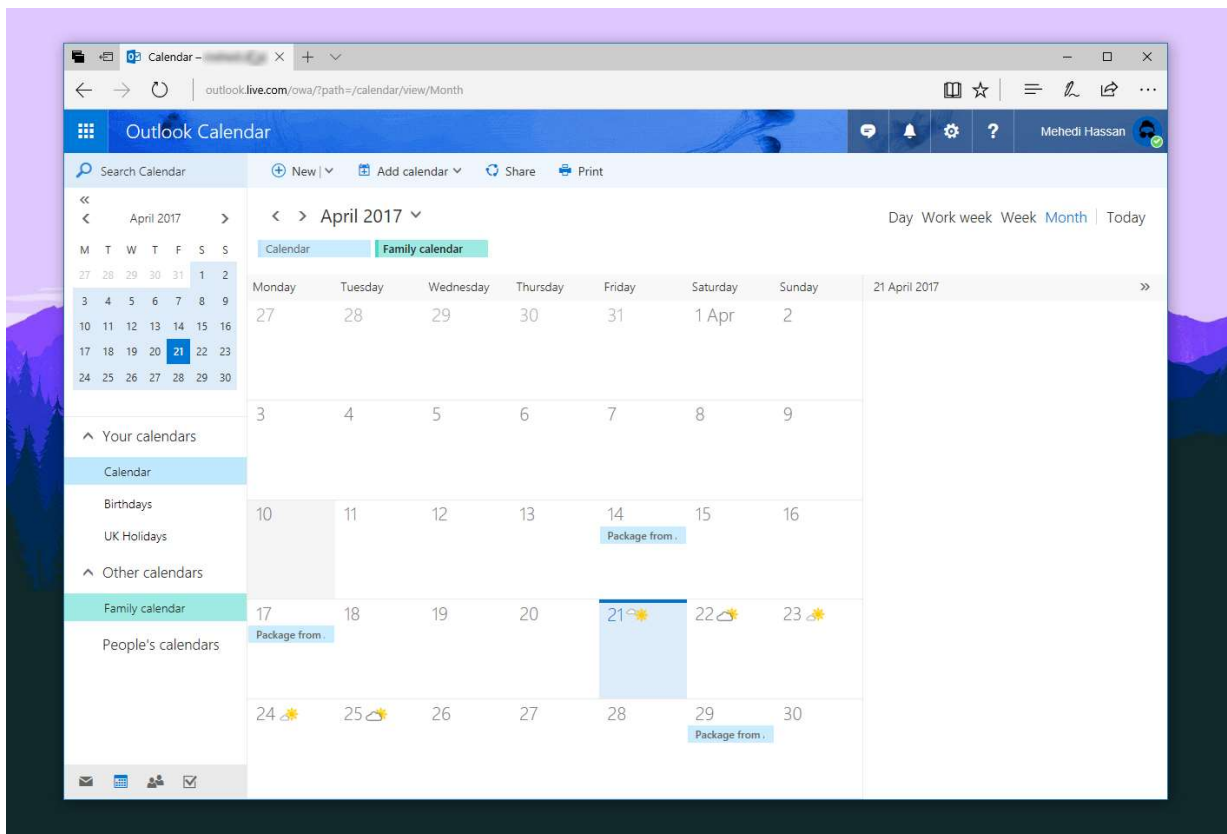 Calendar –
outlook.live.com/owa/?path=/calendar/view/Month
Outlook Calendar
? Mehedi Hassan
Search Calendar
New Add calendar Share Print
April 2017
M T W T F S S
27 28 29 30 31 1 2
3 4 5 6 7 8 9
10 11 12 13 14 15 16
17 18 19 20 21 22 23
24 25 26 27 28 29 30
Your calendars
Calendar
Birthdays
UK Holidays
Other calendars
Family calendar
People's calendars
April 2017
Day Work week Week Month Today
Calendar Family calendar
Monday Tuesday Wednesday Thursday Friday Saturday Sunday
27 28 29 30 31 1 Apr 2
3 4 5 6 7 8 9
10 11 12 13 14 15 16
Package from .
17 18 19 20 21 22 23
Package from .
24 25 26 27 28 29 30
Package from .
21 April 2017